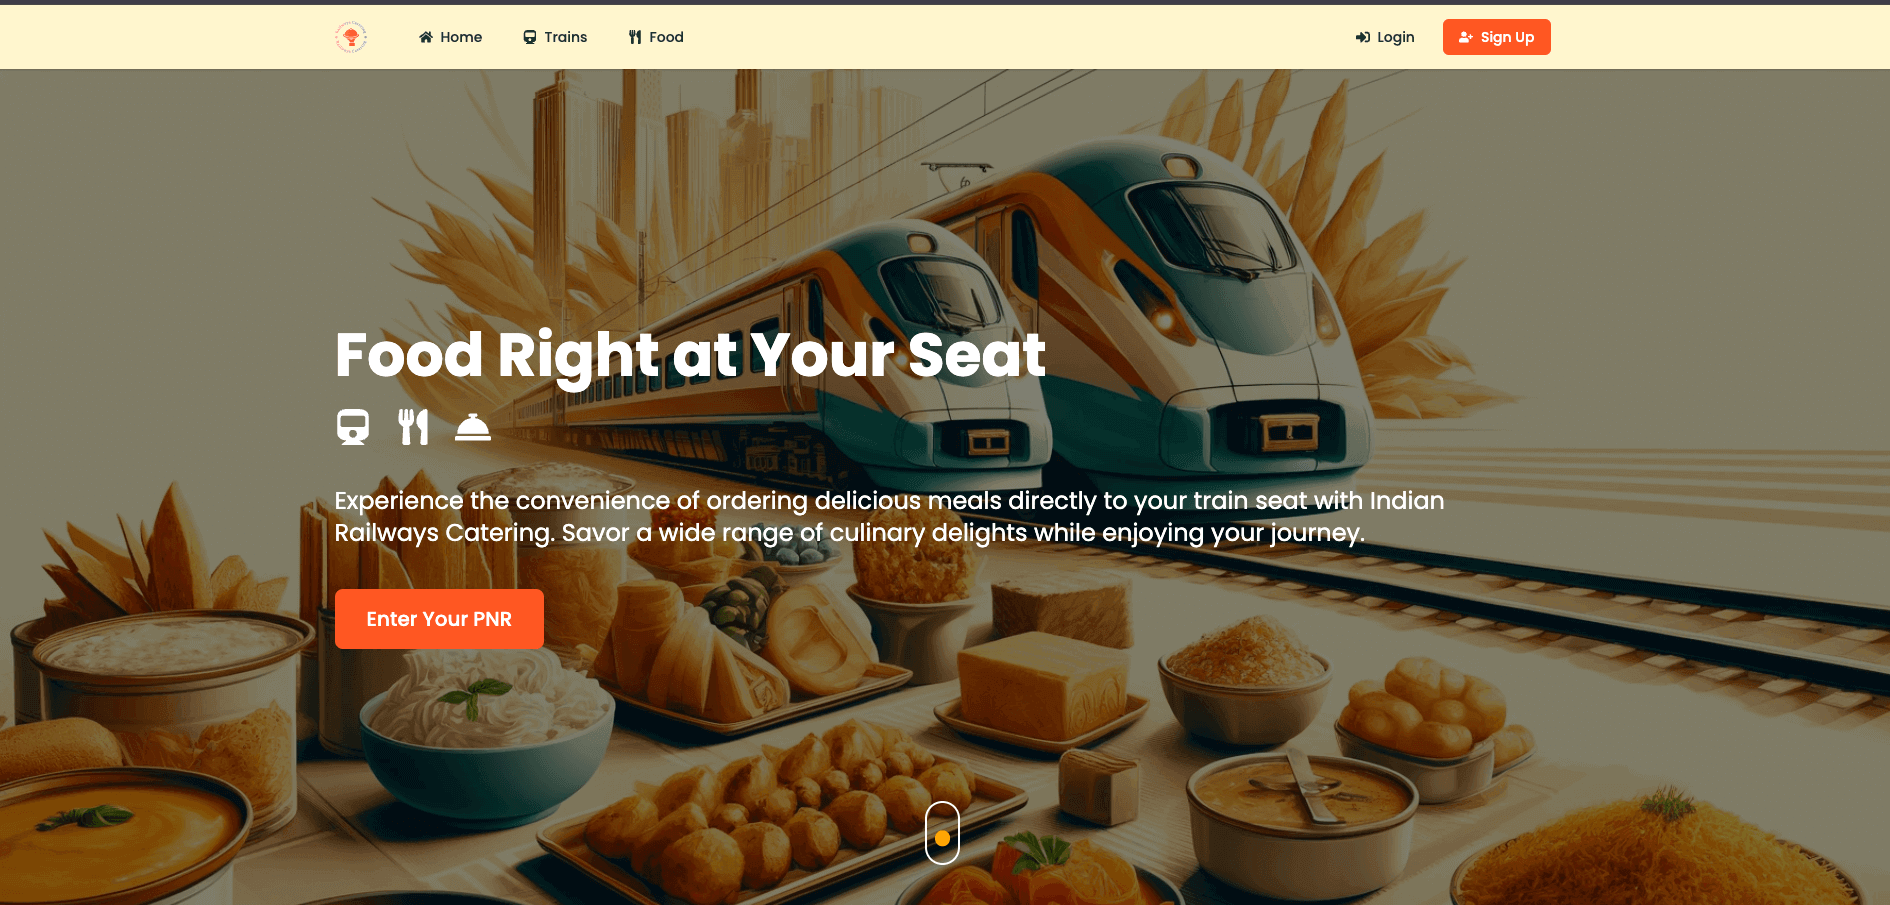 Home
Trains
Food
Login
Sign Up
Food Right at Your Seat
Experience the convenience of ordering delicious meals directly to your train seat with Indian
Railways Catering. Savor a wide range of culinary delights while enjoying your journey.
Enter Your PNR